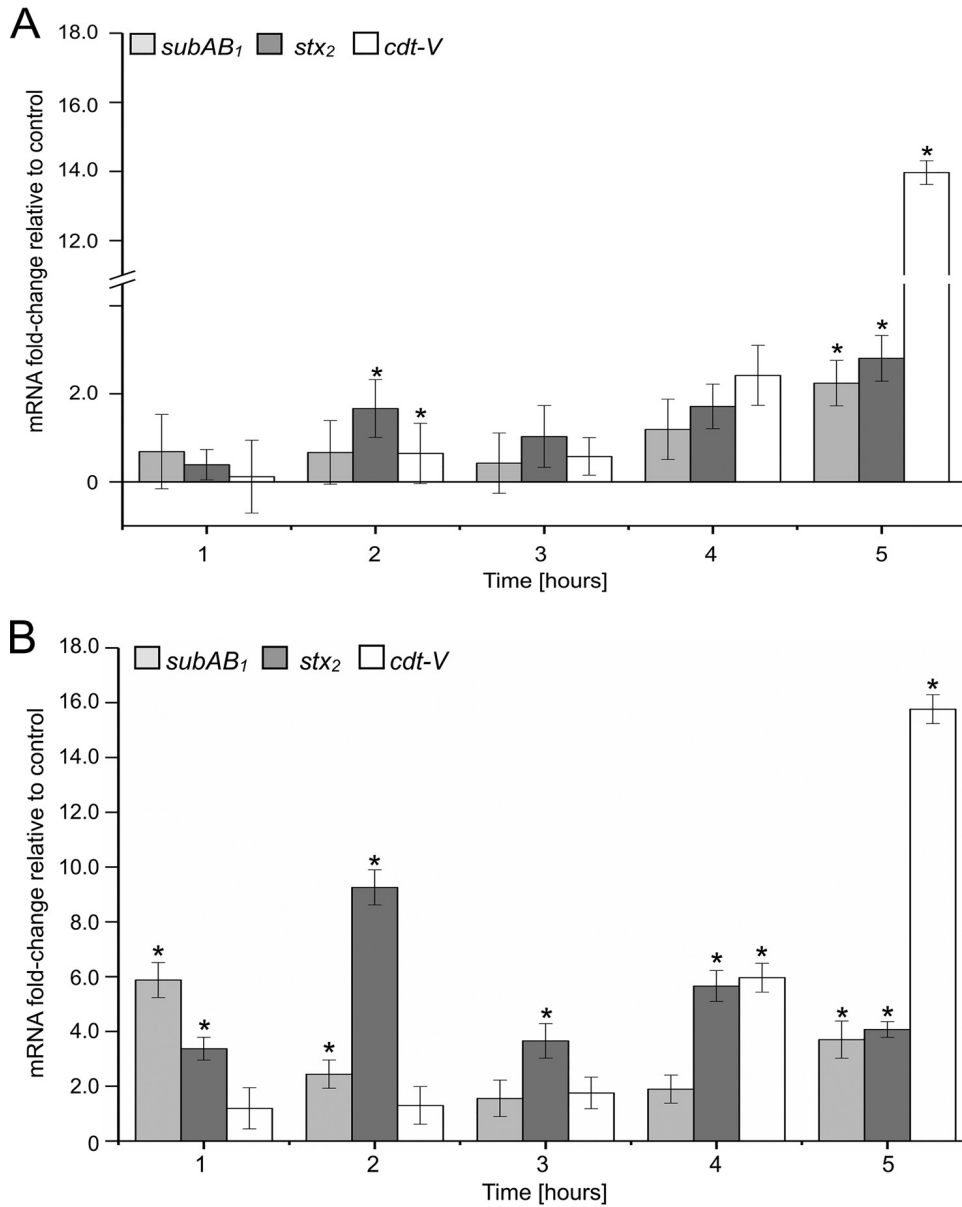 A
subAB1 stx2 cdt-V
mRNA fold-change relative to control
18.0
16.0
14.0
12.0
2.0
0
* * * * * *
1 2 3 4 5
Time [hours]
B
subAB1 stx2 cdt-V
mRNA fold-change relative to control
18.0
16.0
14.0
12.0
10.0
8.0
6.0
4.0
2.0
0
* * * * * * * * * *
1 2 3 4 5
Time [hours]